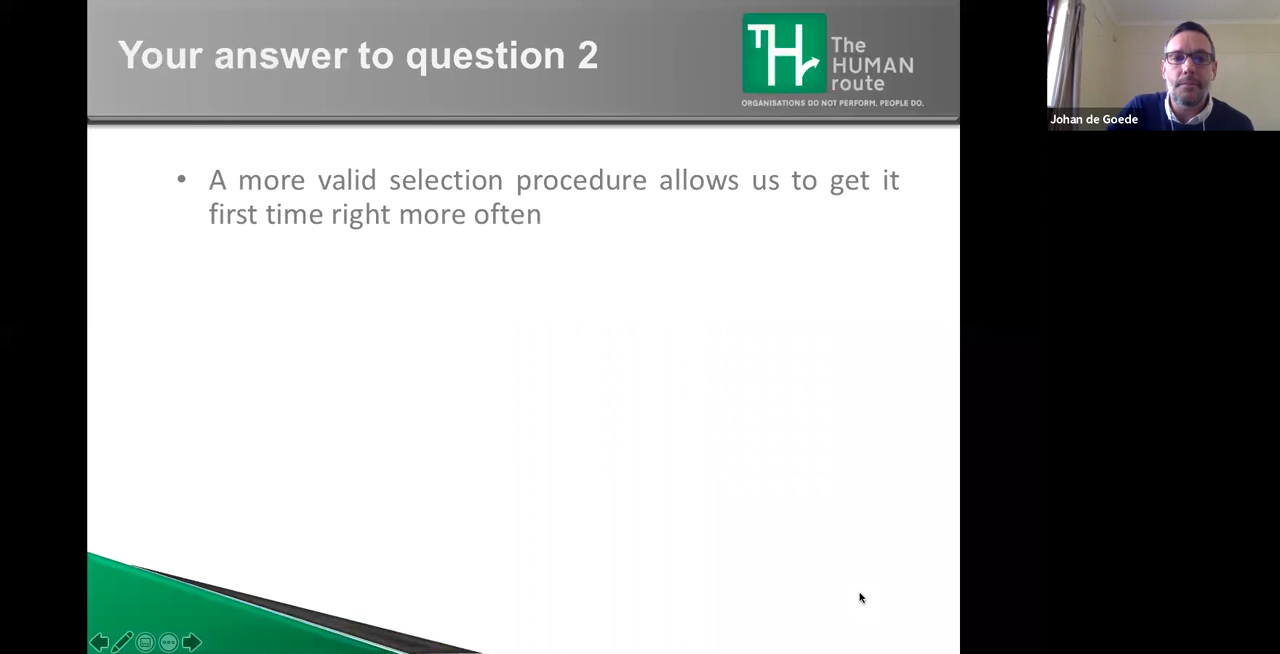 Your answer to question 2
TH
The
HUMAN
route
ORGANISATIONS DO NOT PERFORM. PEOPLE DO.
Johan de Goede
• A more valid selection procedure allows us to get it
first time right more often